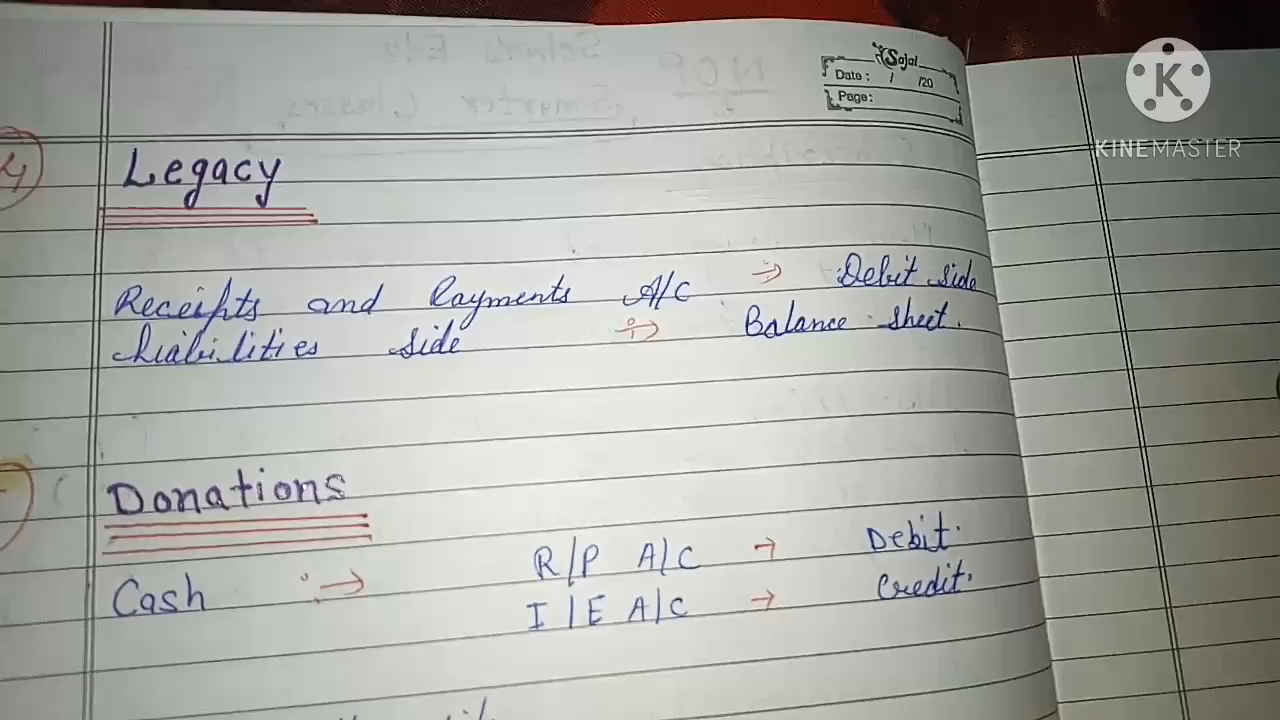 Sajal
Date: / /20
Page:
K
KINEMASTER
4
Legacy
Receipts and Payments A/C → Debit side
Liabilities side → Balance sheet.
Donations
Cash :→ R/P A/C → Debit.
I/E A/C → Credit.